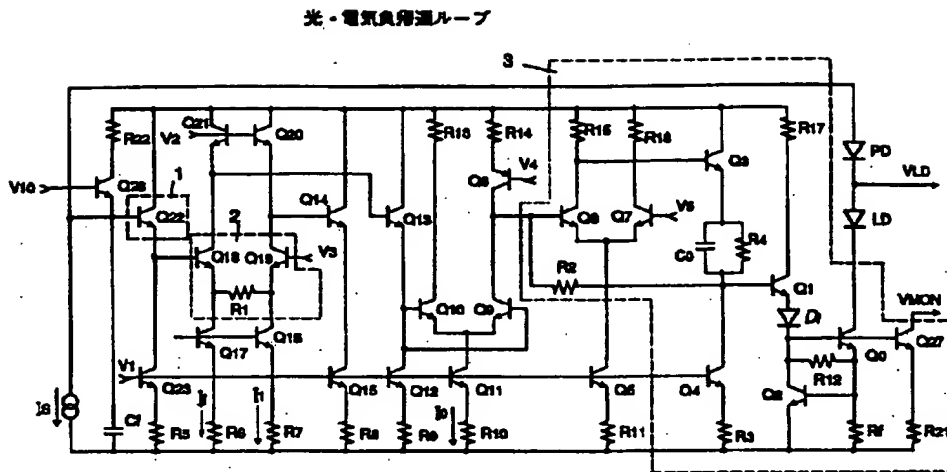 光・電気負帰還ループ
3
R22
Q21
V2
Q20
R13
R14
R15
R16
R17
PD
V10
Q28
1
Q22
Q14
Q13
V4
Q8
Q7
V5
Q3
VLD
LD
2
Q18
Q19
V3
C0
R4
R1
Q10
Q9
R2
Q1
VMON
D1
Q17
Q16
Q0
Q27
V1
Q23
Q15
Q12
Q11
Q5
Q4
R12
Q2
IS
Cf
R5
R6
I1
R7
R8
R9
R10
R11
R3
Rf
R21